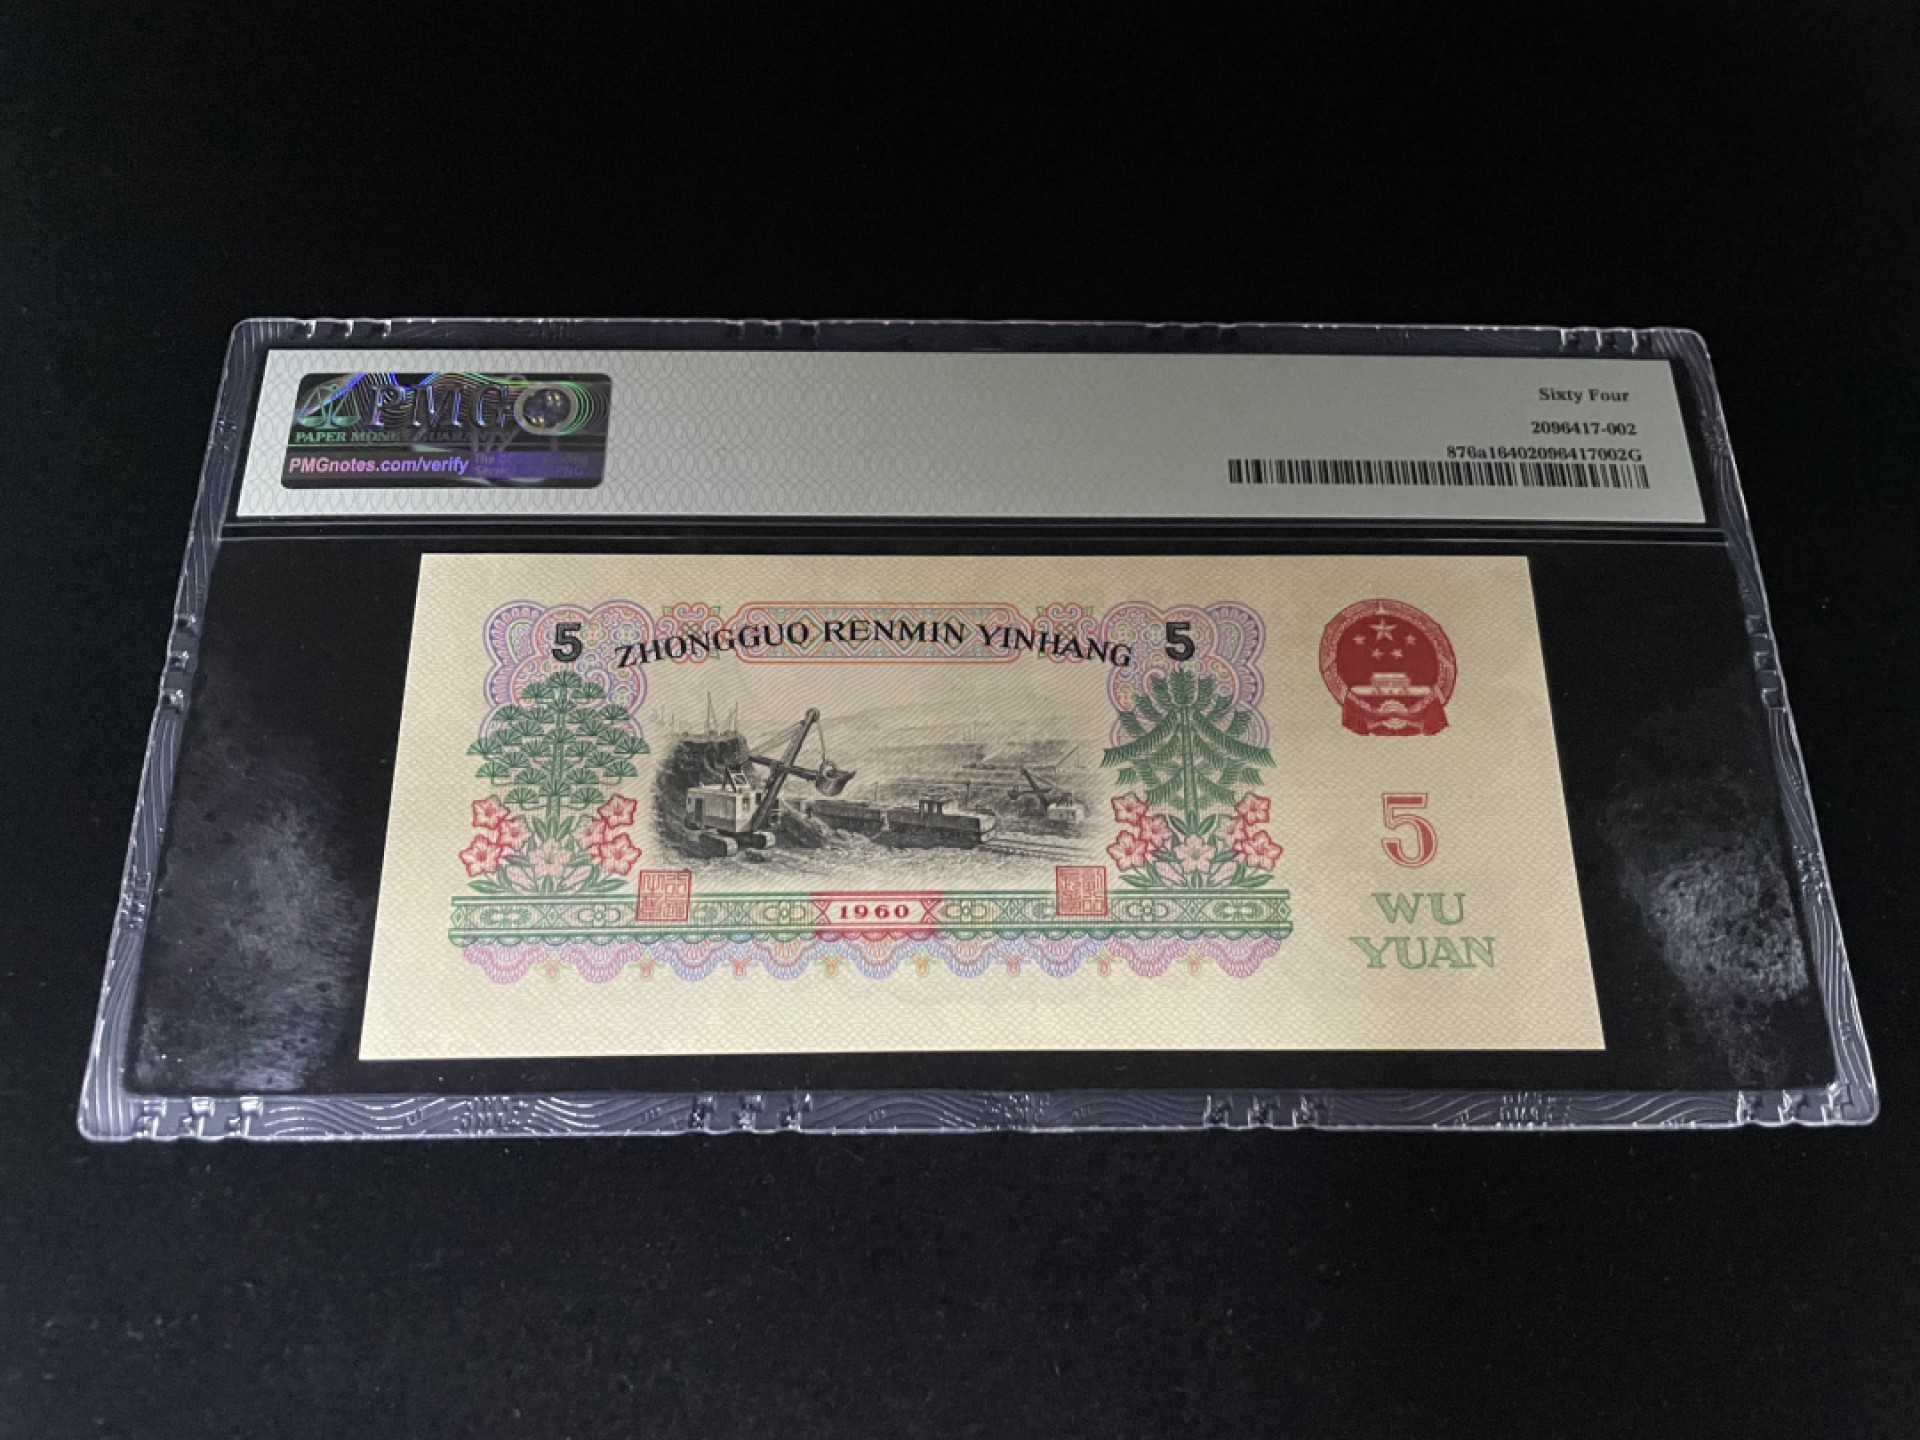 PMG
PAPER MONEY GUARANTY
PMGnotes.com/verify
Sixty Four
2096417-002
876a16402096417002G
5 ZHONGGUO RENMIN YINHANG 5
1960
5
WU
YUAN